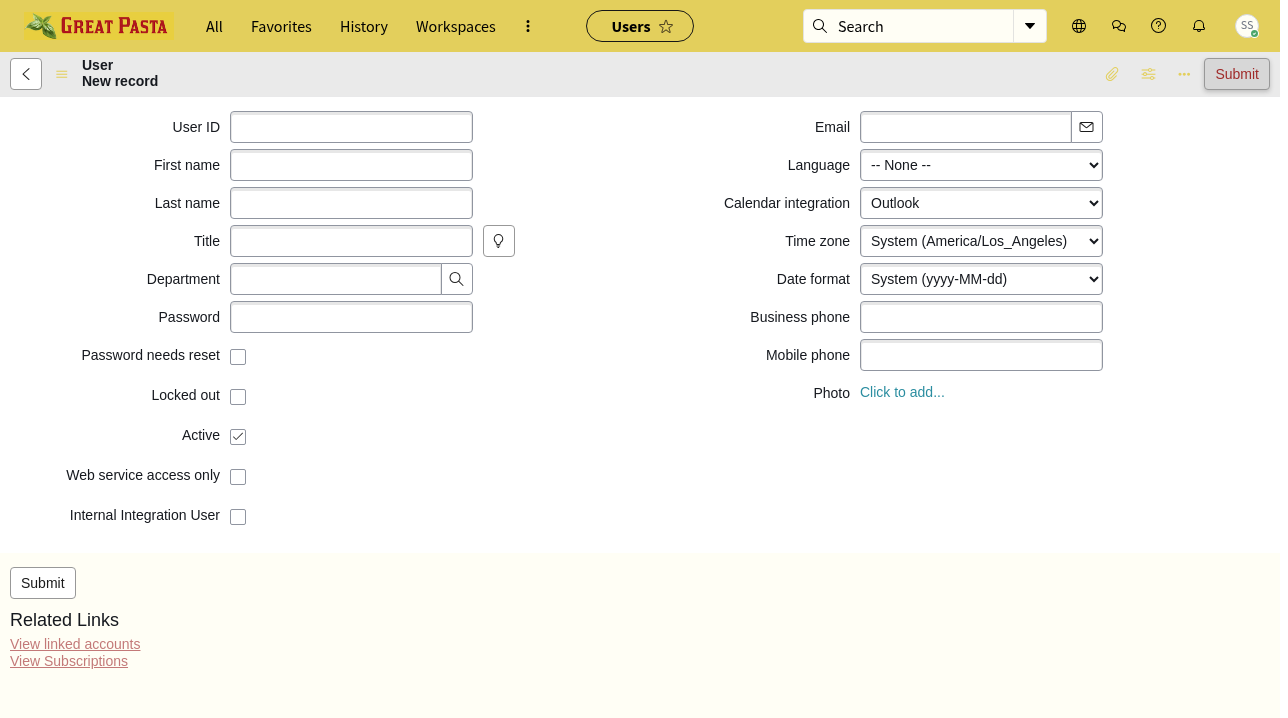 GREAT PASTA
All
Favorites
History
Workspaces
Users
Search
SS
User
New record
Submit
User ID
First name
Last name
Title
Department
Password
Password needs reset
Locked out
Active
Web service access only
Internal Integration User
Email
Language
-- None --
Calendar integration
Outlook
Time zone
System (America/Los_Angeles)
Date format
System (yyyy-MM-dd)
Business phone
Mobile phone
Photo
Click to add...
Submit
Related Links
View linked accounts
View Subscriptions